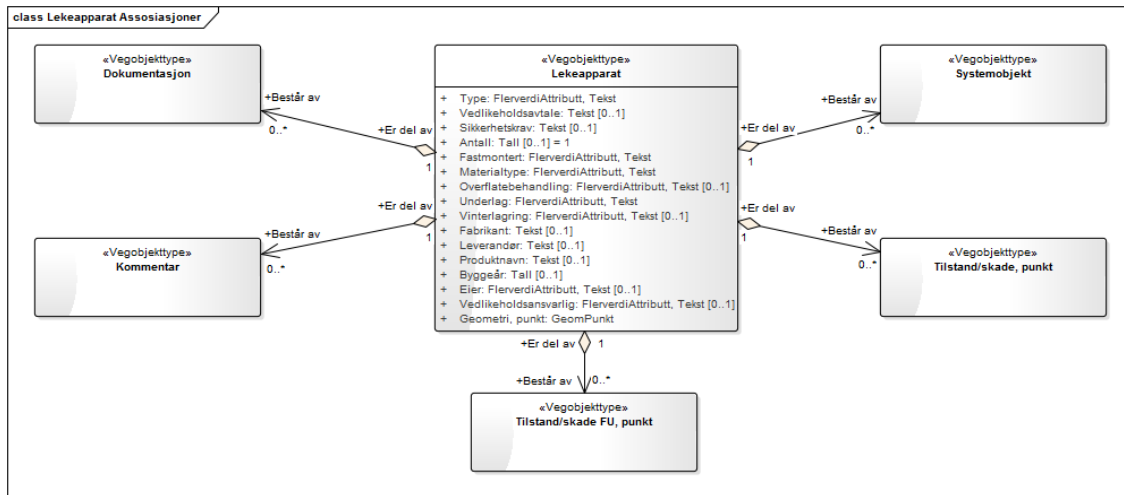 class Lekeapparat Assosiasjoner
«Vegobjekttype»
Dokumentasjon
«Vegobjekttype»
Lekeapparat
+ Type: FlerverdiAttributt, Tekst
+ Vedlikeholdsavtale: Tekst [0..1]
+ Sikkerhetskrav: Tekst [0..1]
+ Antall: Tall [0..1] = 1
+ Fastmontert: FlerverdiAttributt, Tekst
+ Materialtype: FlerverdiAttributt, Tekst
+ Overflatebehandling: FlerverdiAttributt, Tekst [0..1]
+ Underlag: FlerverdiAttributt, Tekst
+ Vinterlagring: FlerverdiAttributt, Tekst [0..1]
+ Fabrikant: Tekst [0..1]
+ Leverandør: Tekst [0..1]
+ Produktnavn: Tekst [0..1]
+ Byggeår: Tall [0..1]
+ Eier: FlerverdiAttributt, Tekst [0..1]
+ Vedlikeholdsansvarlig: FlerverdiAttributt, Tekst [0..1]
+ Geometri, punkt: GeomPunkt
«Vegobjekttype»
Systemobjekt
+Består av
0..*
+Er del av
1
+Er del av
1
+Består av
0..*
«Vegobjekttype»
Kommentar
+Består av
0..*
+Er del av
1
+Er del av
1
+Består av
0..*
«Vegobjekttype»
Tilstand/skade, punkt
+Er del av
1
+Består av
0..*
«Vegobjekttype»
Tilstand/skade FU, punkt